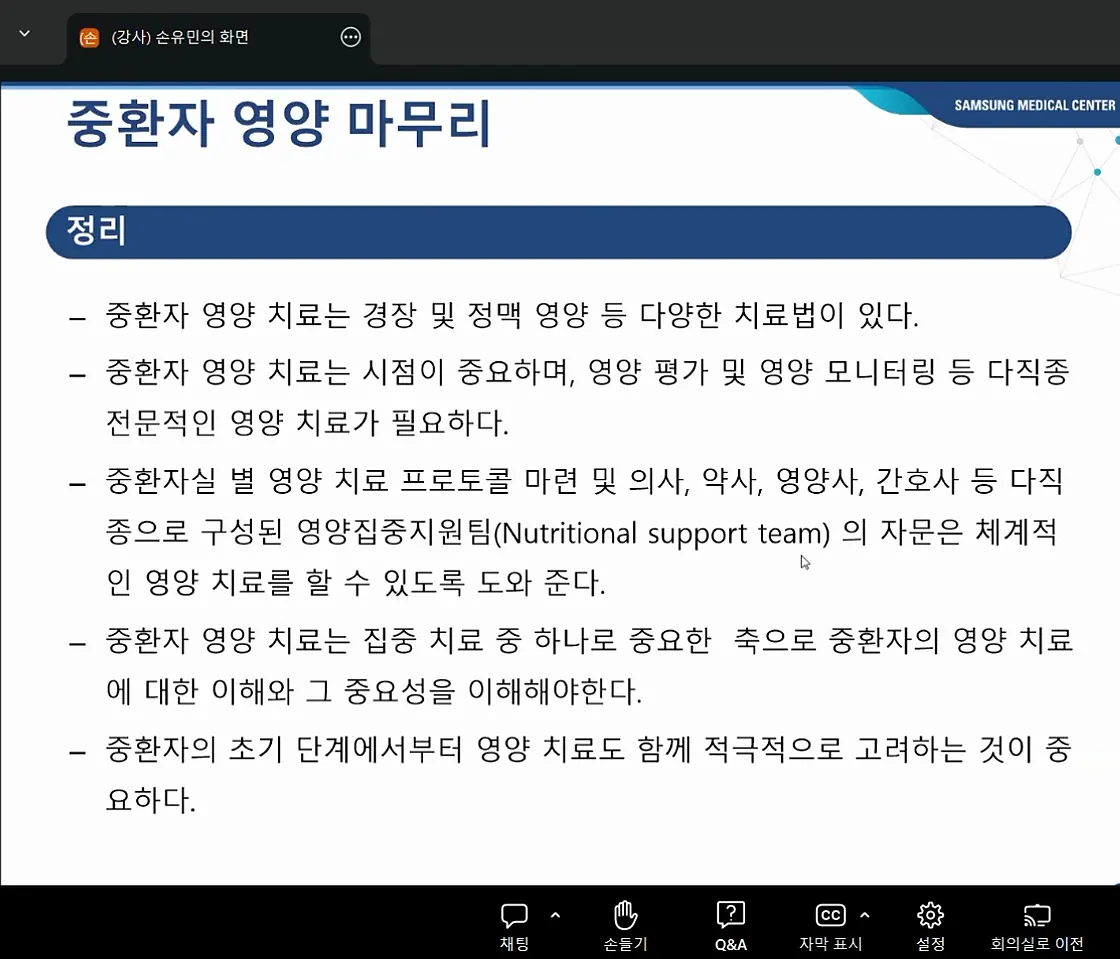 (손
(강사) 손유민의 화면
중환자 영양 마무리
SAMSUNG MEDICAL CENTER
정리
– 중환자 영양 치료는 경장 및 정맥 영양 등 다양한 치료법이 있다.
– 중환자 영양 치료는 시점이 중요하며, 영양 평가 및 영양 모니터링 등 다직종
전문적인 영양 치료가 필요하다.
– 중환자실 별 영양 치료 프로토콜 마련 및 의사, 약사, 영양사, 간호사 등 다직
종으로 구성된 영양집중지원팀(Nutritional support team) 의 자문은 체계적
인 영양 치료를 할 수 있도록 도와 준다.
– 중환자 영양 치료는 집중 치료 중 하나로 중요한  축으로 중환자의 영양 치료
에 대한 이해와 그 중요성을 이해해야한다.
– 중환자의 초기 단계에서부터 영양 치료도 함께 적극적으로 고려하는 것이 중
요하다.
채팅
손들기
Q&A
CC
자막 표시
설정
회의실로 이전